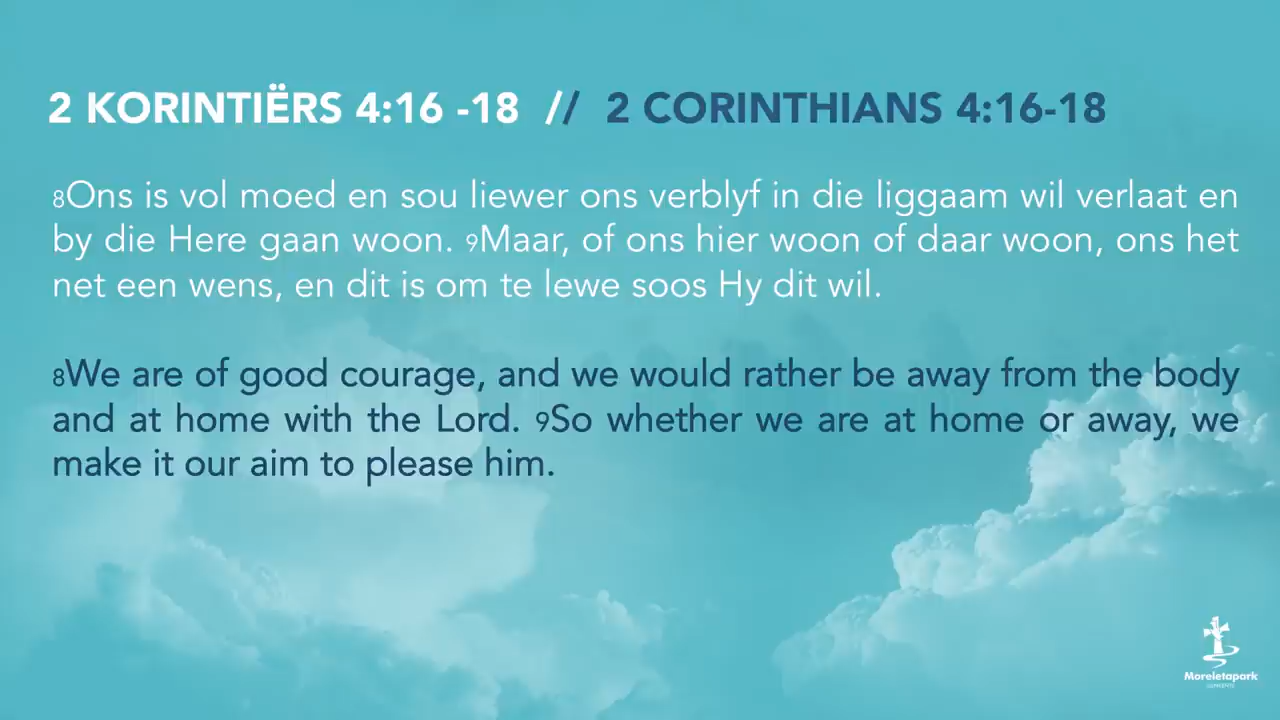 2 KORINTIËRS 4:16 -18 // 2 CORINTHIANS 4:16-18
8Ons is vol moed en sou liewer ons verblyf in die liggaam wil verlaat en
by die Here gaan woon. 9Maar, of ons hier woon of daar woon, ons het
net een wens, en dit is om te lewe soos Hy dit wil.
8We are of good courage, and we would rather be away from the body
and at home with the Lord. 9So whether we are at home or away, we
make it our aim to please him.
Moreletapark
GEMEENTE